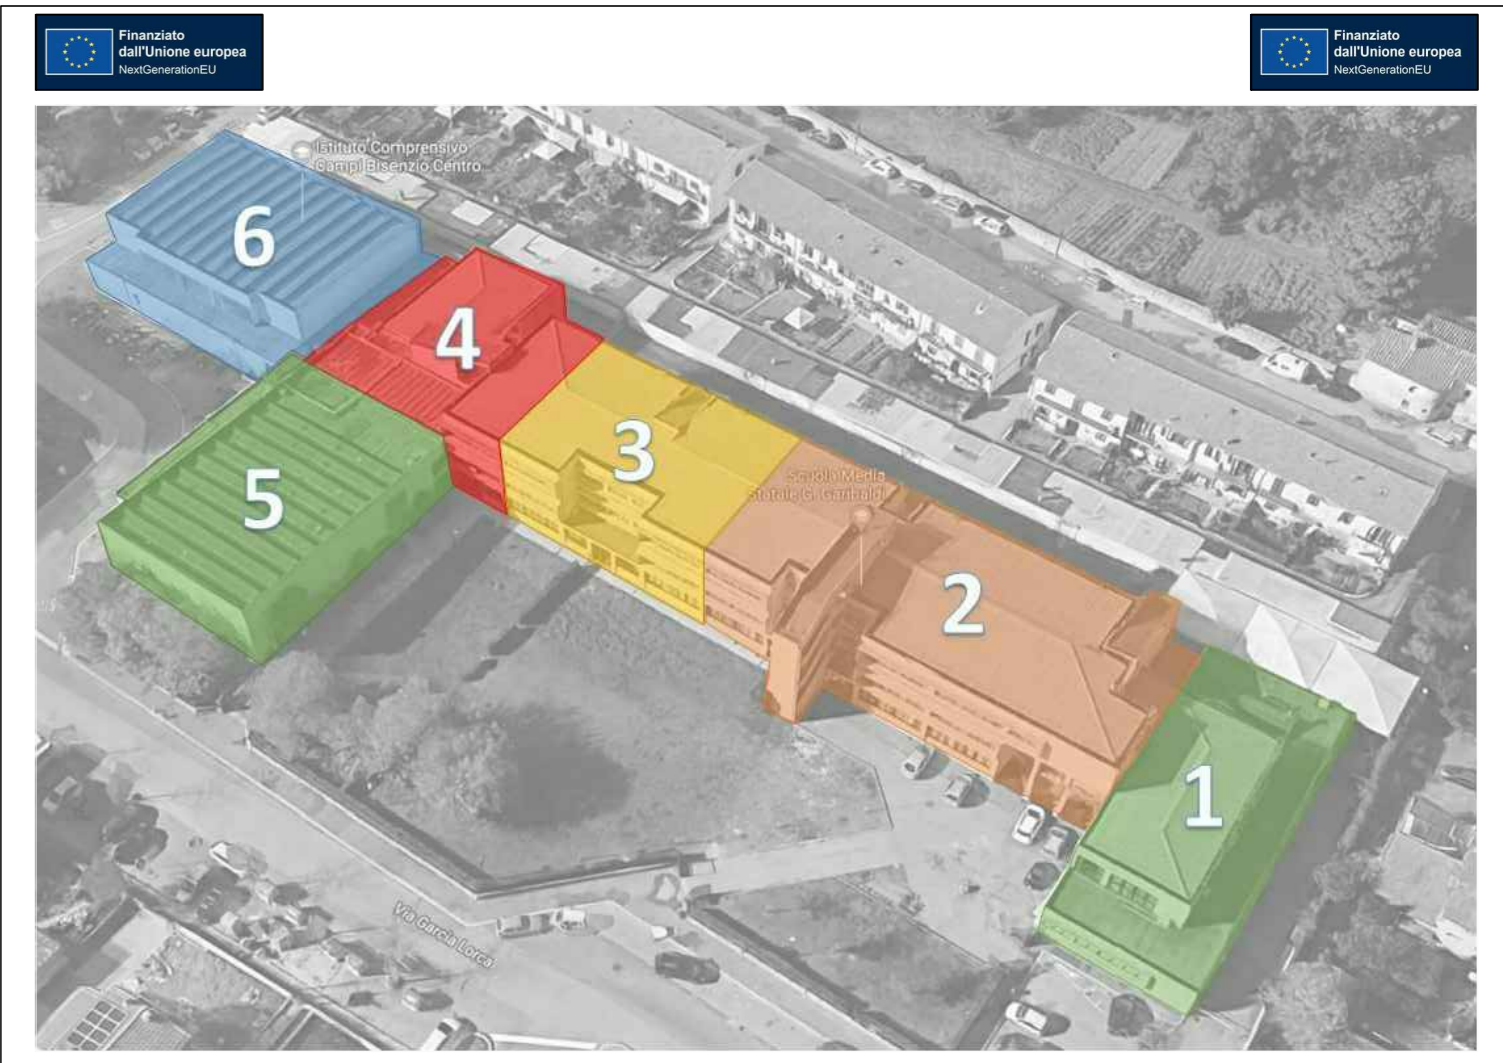 Finanziato
dall'Unione europea
NextGenerationEU
Finanziato
dall'Unione europea
NextGenerationEU
Istituto Comprensivo
Campi Bisenzio Centro
6
4
3
5
Scuola Media
Statale G. Garibaldi
2
1
Via Garcia Lorca